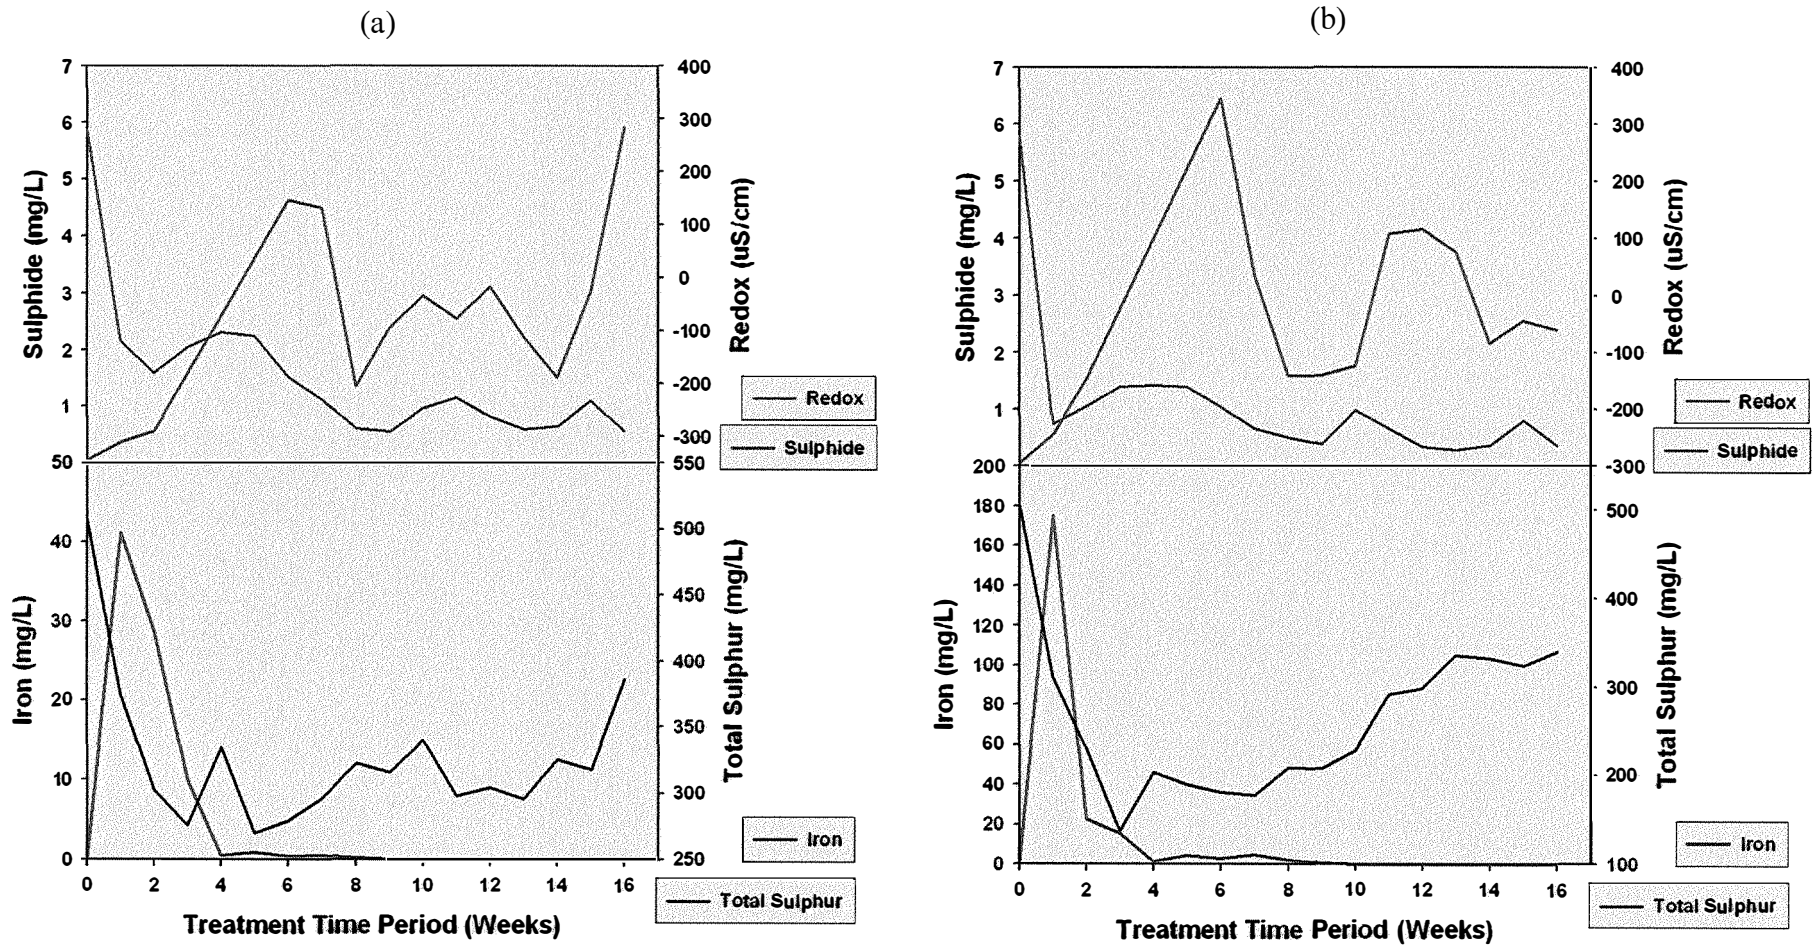 (a)
(b)
7
6
5
4
3
2
1
Sulphide (mg/L)
400
300
200
100
0
-100
-200
-300
Redox (uS/cm)
Redox
Sulphide
50
40
30
20
10
0
Iron (mg/L)
550
500
450
400
350
300
250
Total Sulphur (mg/L)
Iron
Total Sulphur
0 2 4 6 8 10 12 14 16
Treatment Time Period (Weeks)
7
6
5
4
3
2
1
Sulphide (mg/L)
400
300
200
100
0
-100
-200
-300
Redox (uS/cm)
Redox
Sulphide
200
180
160
140
120
100
80
60
40
20
0
Iron (mg/L)
500
400
300
200
100
Total Sulphur (mg/L)
Iron
Total Sulphur
0 2 4 6 8 10 12 14 16
Treatment Time Period (Weeks)